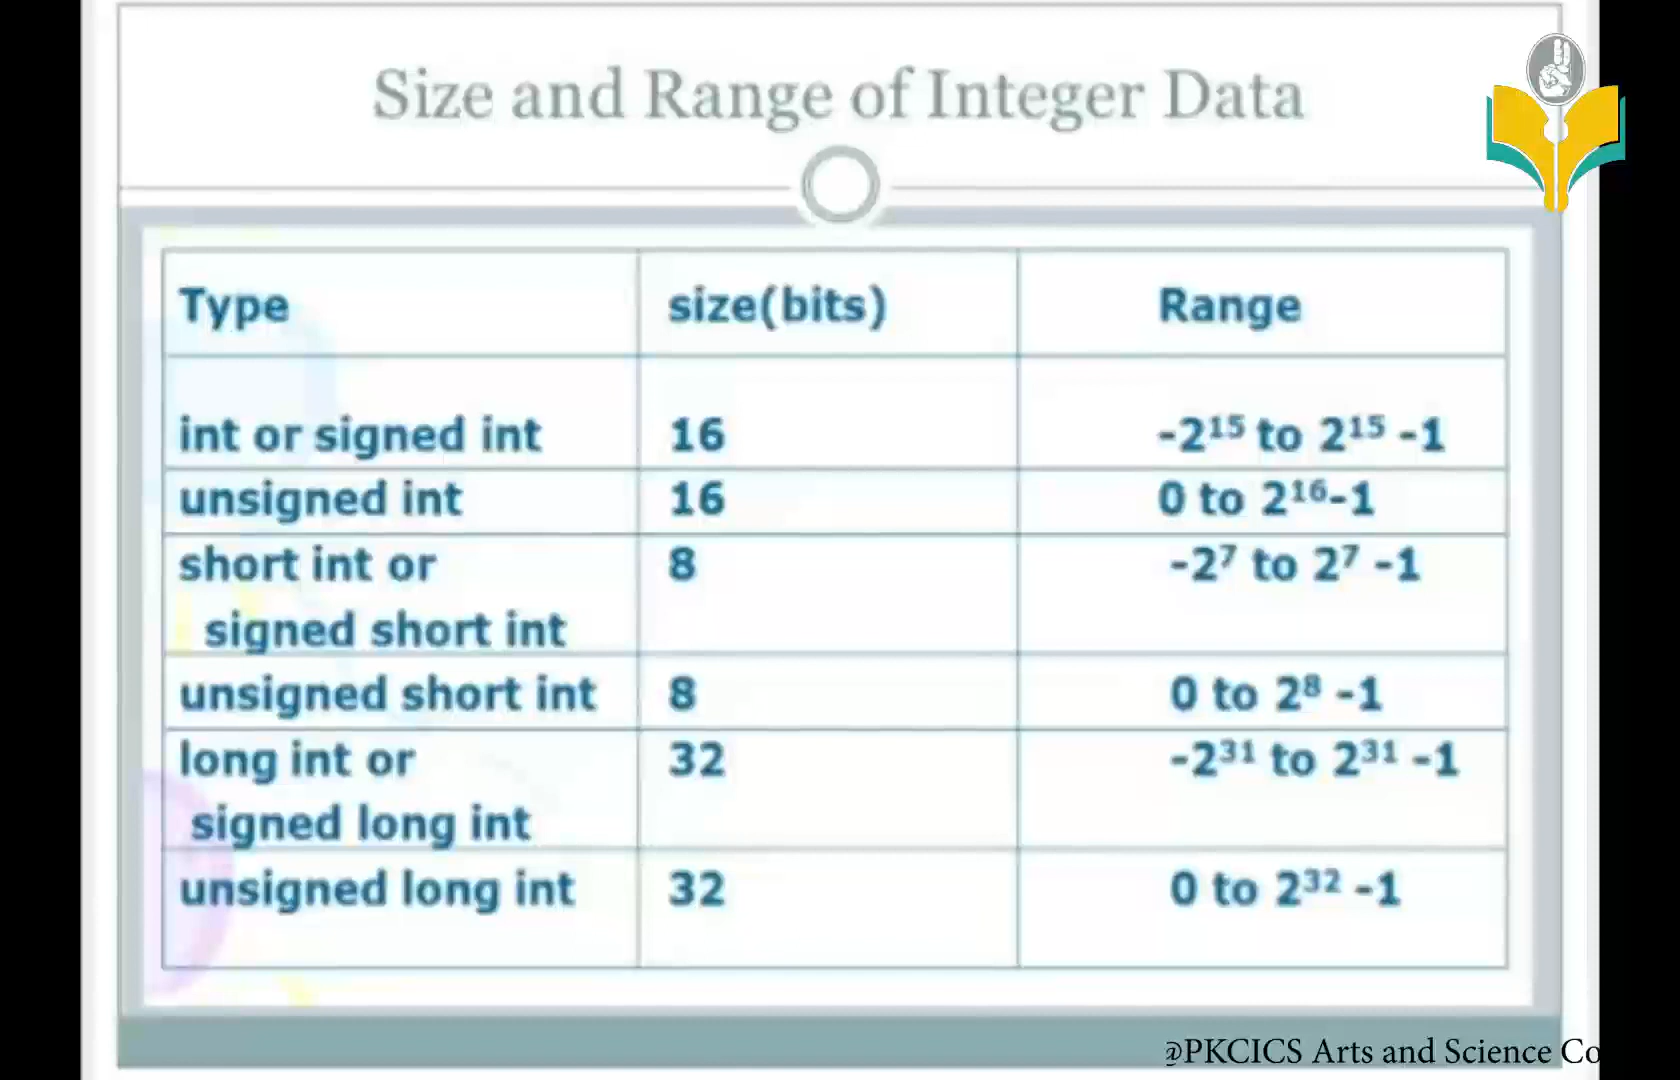 Size and Range of Integer Data
Type size(bits) Range
int or signed int 16 -2¹⁵ to 2¹⁵ -1
unsigned int 16 0 to 2¹⁶-1
short int or 8 -2⁷ to 2⁷ -1
signed short int
unsigned short int 8 0 to 2⁸ -1
long int or 32 -2³¹ to 2³¹ -1
signed long int
unsigned long int 32 0 to 2³² -1
@PKCICS Arts and Science Co